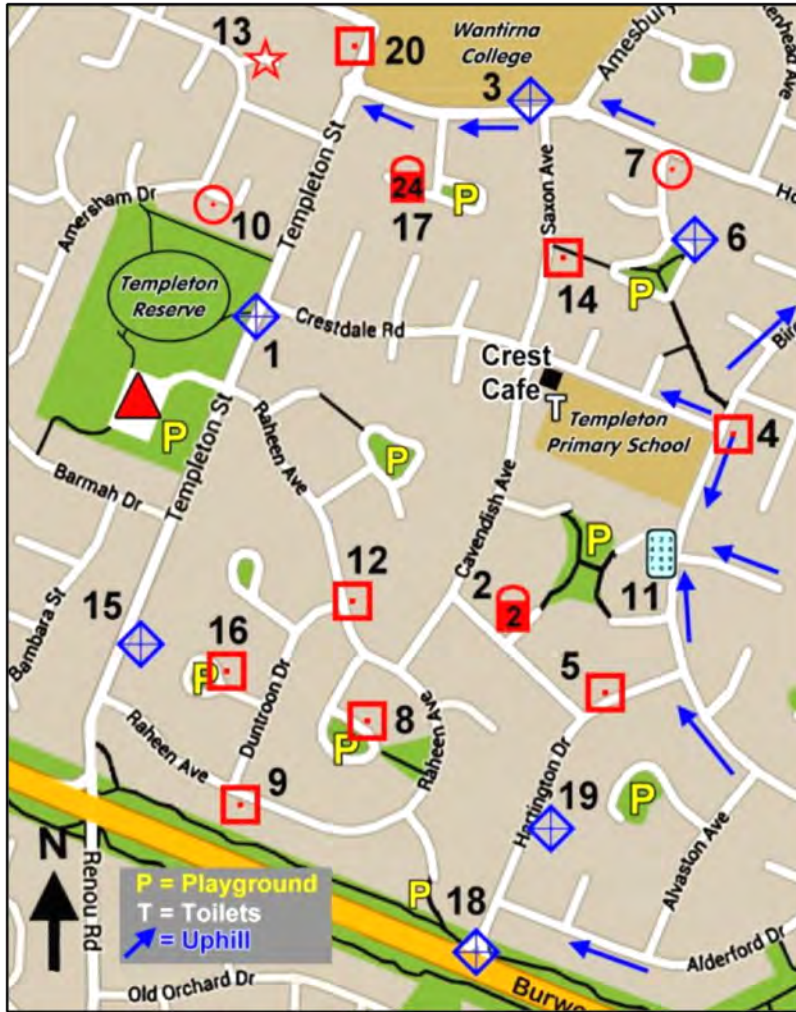 13
20
Wantirna
College
Amesbury
3
7
Templeton St
24
17
P
Saxon Ave
Amersham Dr
10
6
14
P
Templeton
Reserve
1
Crestdale Rd
Crest
Cafe
T
Templeton
Primary School
4
P
Templeton St
Raheen Ave
P
Barmah Dr
Cavendish Ave
P
12
2
2
11
15
16
P
Bambara St
Duntroon Dr
5
8
P
Raheen Ave
Raheen Ave
9
Hartington Dr
19
P
Alvaston Ave
N
Renou Rd
P = Playground
T = Toilets
= Uphill
P
18
Alderford Dr
Old Orchard Dr
Burw